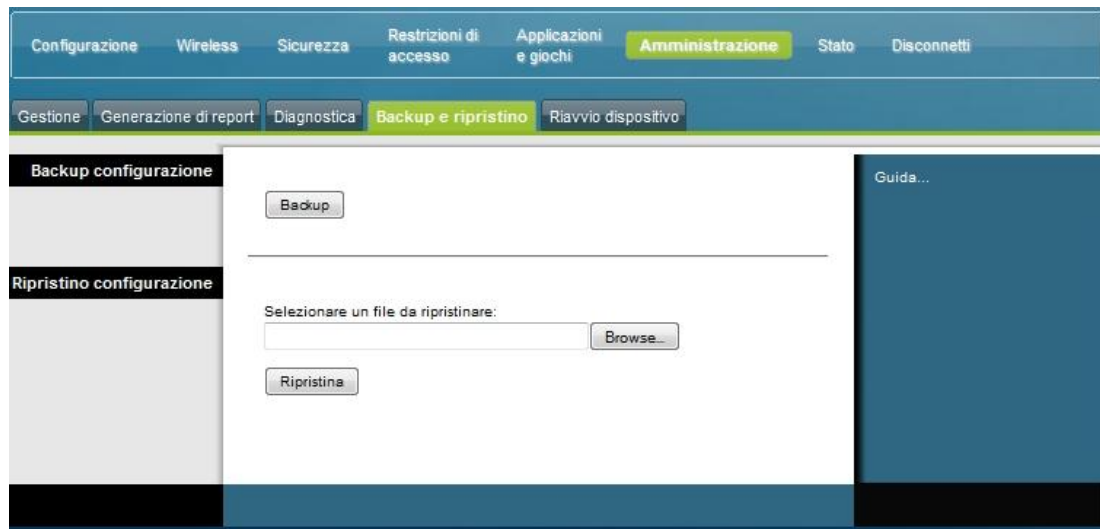 Configurazione Wireless Sicurezza Restrizioni di accesso Applicazioni e giochi Amministrazione Stato Disconnetti
Gestione Generazione di report Diagnostica Backup e ripristino Riavvio dispositivo
Backup configurazione
Guida...
Backup
Ripristino configurazione
Selezionare un file da ripristinare:
Browse...
Ripristina